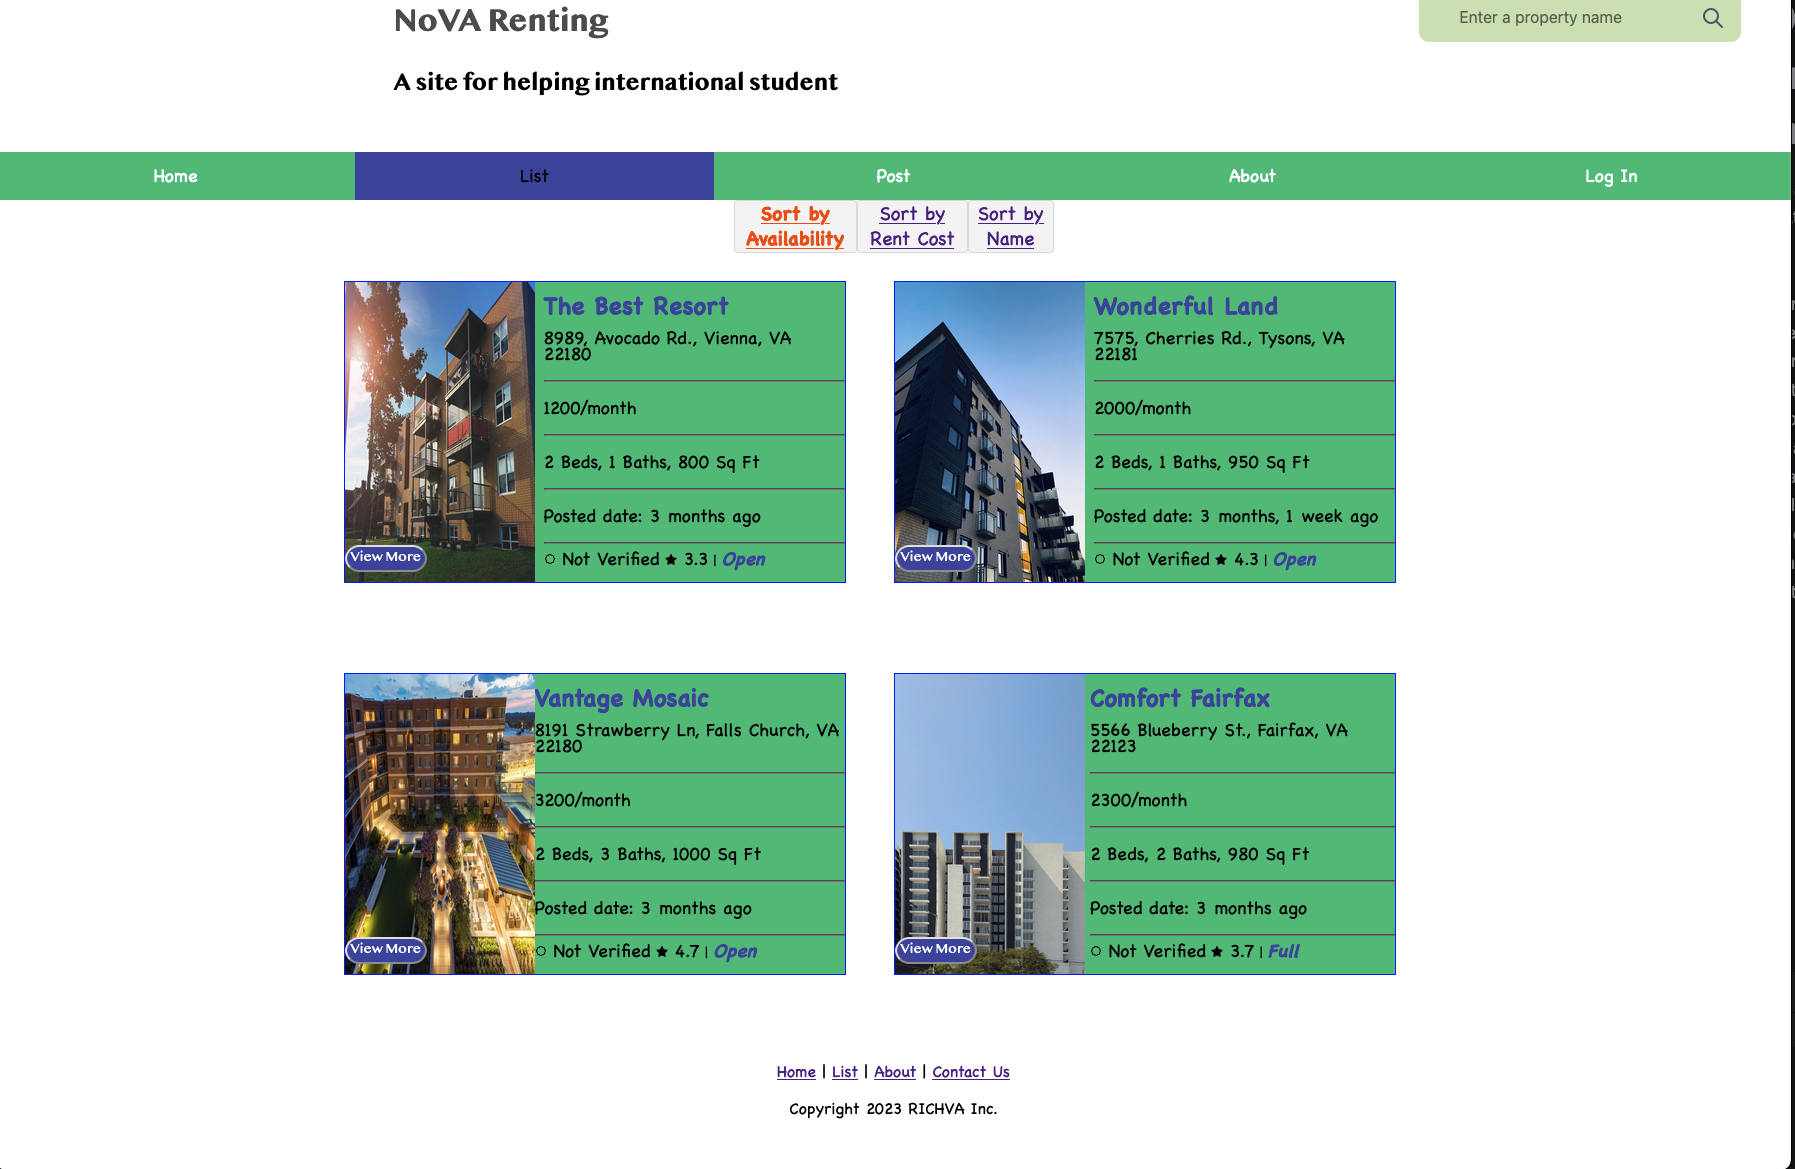 NoVA Renting
Enter a property name
A site for helping international student
Home
List
Post
About
Log In
Sort by
Availability
Sort by
Rent Cost
Sort by
Name
The Best Resort
8989, Avocado Rd., Vienna, VA
22180
1200/month
2 Beds, 1 Baths, 800 Sq Ft
Posted date: 3 months ago
View More
○ Not Verified ★ 3.3 | Open
Wonderful Land
7575, Cherries Rd., Tysons, VA
22181
2000/month
2 Beds, 1 Baths, 950 Sq Ft
Posted date: 3 months, 1 week ago
View More
○ Not Verified ★ 4.3 | Open
Vantage Mosaic
8191 Strawberry Ln, Falls Church, VA
22180
3200/month
2 Beds, 3 Baths, 1000 Sq Ft
Posted date: 3 months ago
View More
○ Not Verified ★ 4.7 | Open
Comfort Fairfax
5566 Blueberry St., Fairfax, VA
22123
2300/month
2 Beds, 2 Baths, 980 Sq Ft
Posted date: 3 months ago
View More
○ Not Verified ★ 3.7 | Full
Home | List | About | Contact Us
Copyright 2023 RICHVA Inc.